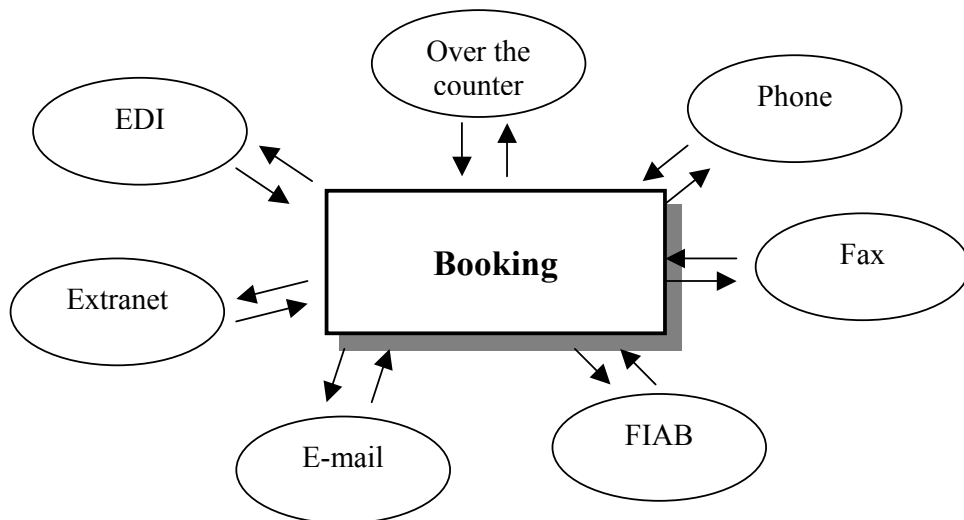 Over the
counter
EDI
Phone
Booking
Fax
Extranet
E-mail
FIAB